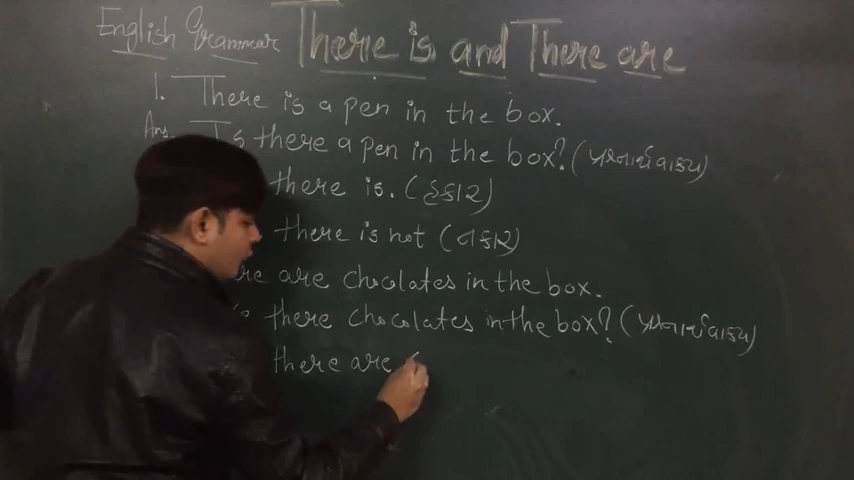 English Grammar There is and There are
1. There is a pen in the box.
Ans. Is there a pen in the box? (પ્રશ્નાર્થ વાક્ય)
there is. (હકાર)
there is not (નકાર)
are chocolates in the box.
there chocolates in the box? (પ્રશ્નાર્થ વાક્ય)
there are (